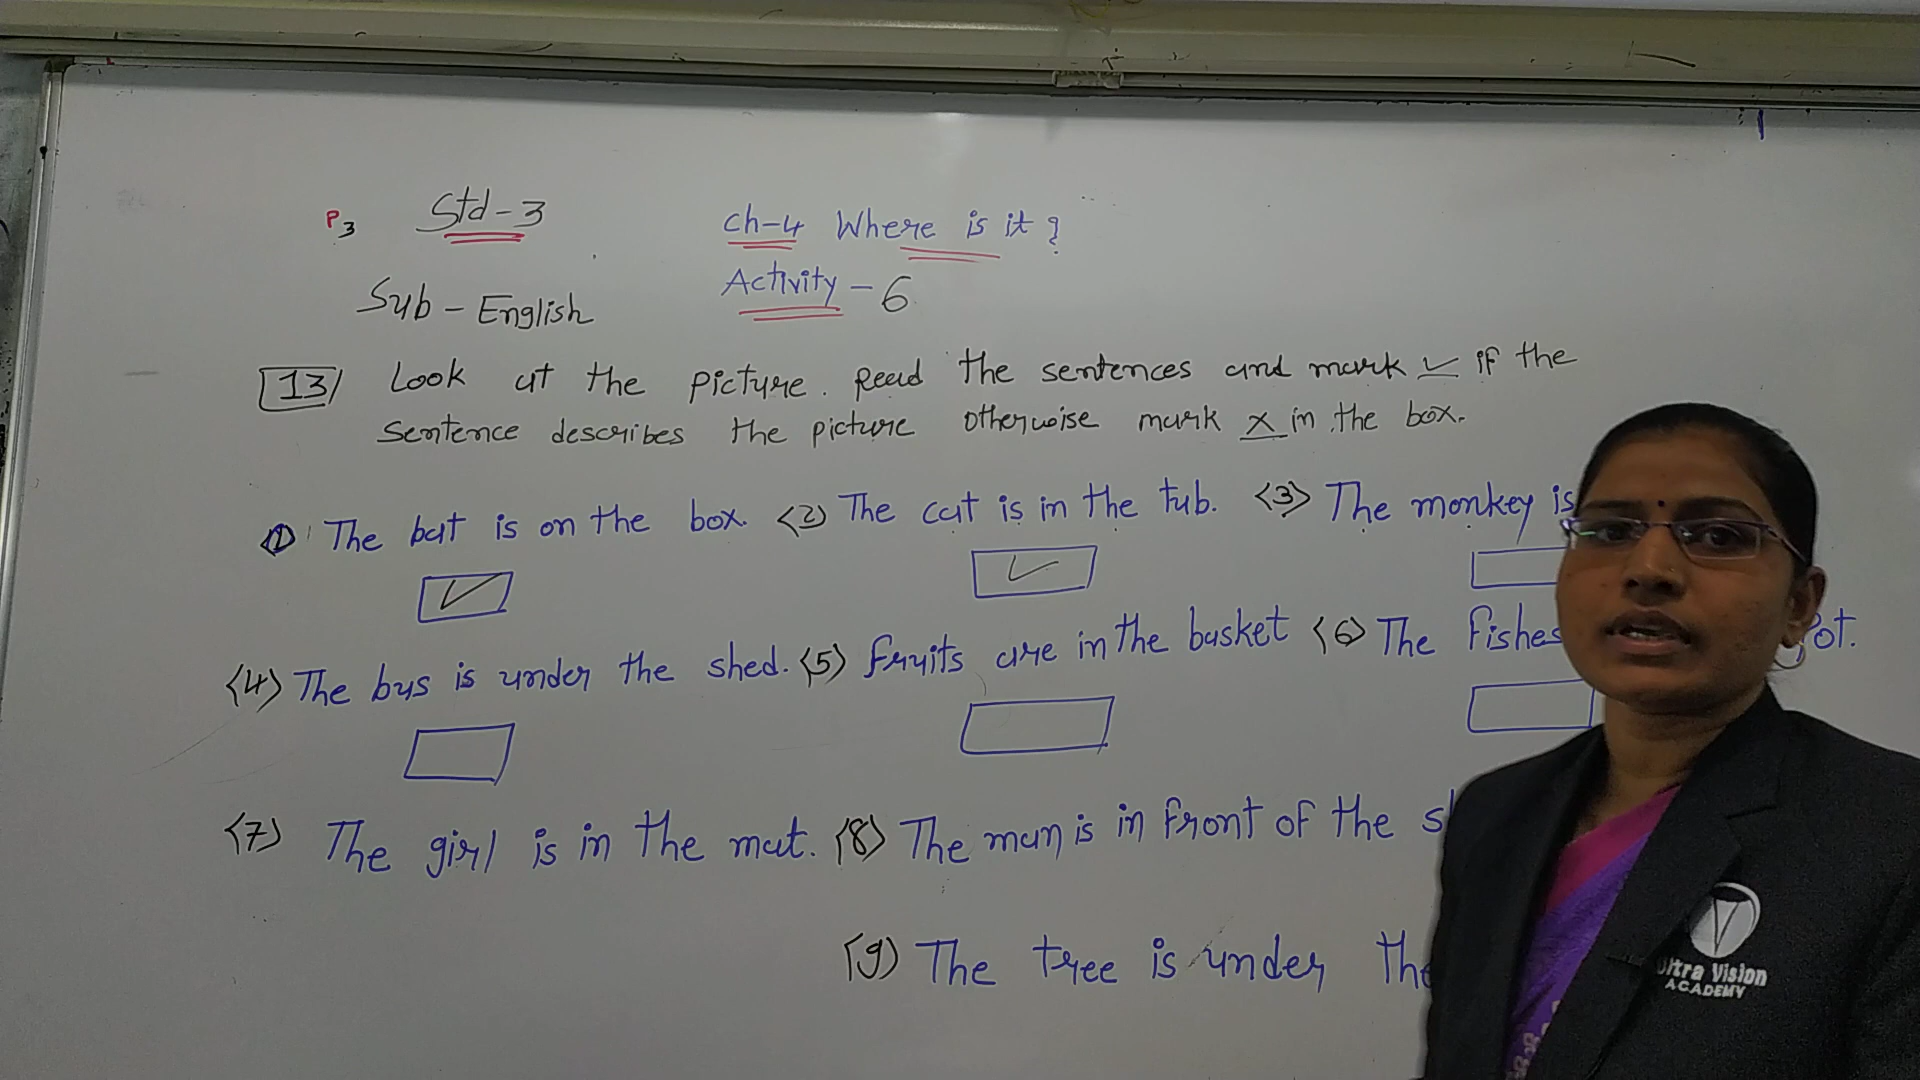 P3 Std-3 Ch-4 Where is it?
Sub - English Activity - 6
13 Look at the picture. Read the sentences and mark ✓ if the
sentence describes the picture otherwise mark x in the box.
(1) The bat is on the box. (2) The cat is in the tub. (3) The monkey is
✓ ✓
(4) The bus is under the shed. (5) fruits are in the basket (6) The fishes pot.
(7) The girl is in the mat. (8) The man is in front of the
(9) The tree is under the
Ultra Vision
ACADEMY